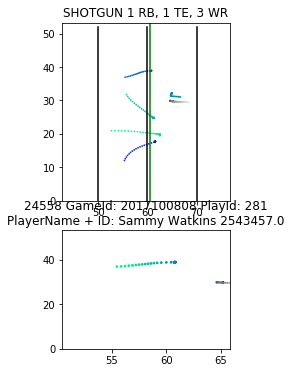 SHOTGUN 1 RB, 1 TE, 3 WR
50
40
30
20
10
0
50 60 70
24558 GameId: 2017100808, PlayId: 281
PlayerName + ID: Sammy Watkins 2543457.0
40
20
0
55 60 65